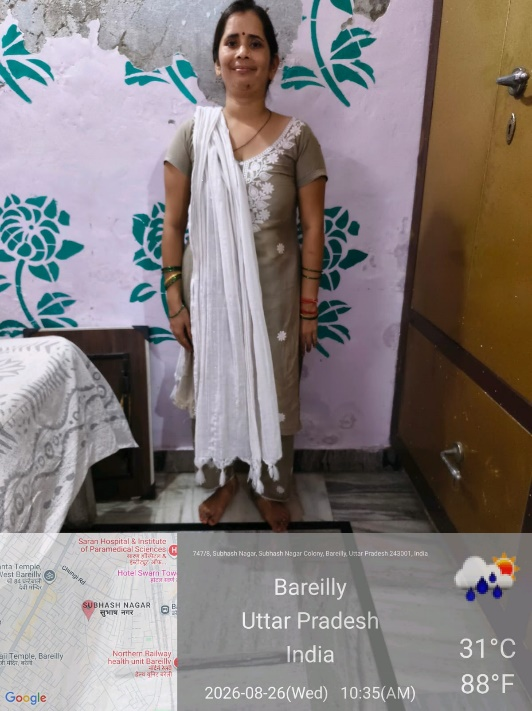 Saran Hospital & Institute
of Paramedical Sciences
Hotel Swarn Tow
West Bareilly
SUBHASH NAGAR
सुभाष नगर
Northern Railway
health-unit Bareilly
Temple, Bareilly
Google
747/8, Subhash Nagar, Subhash Nagar Colony, Bareilly, Uttar Pradesh 243001, India.
Bareilly
Uttar Pradesh
India
2026-08-26(Wed) 10:35(AM)
31°C
88°F